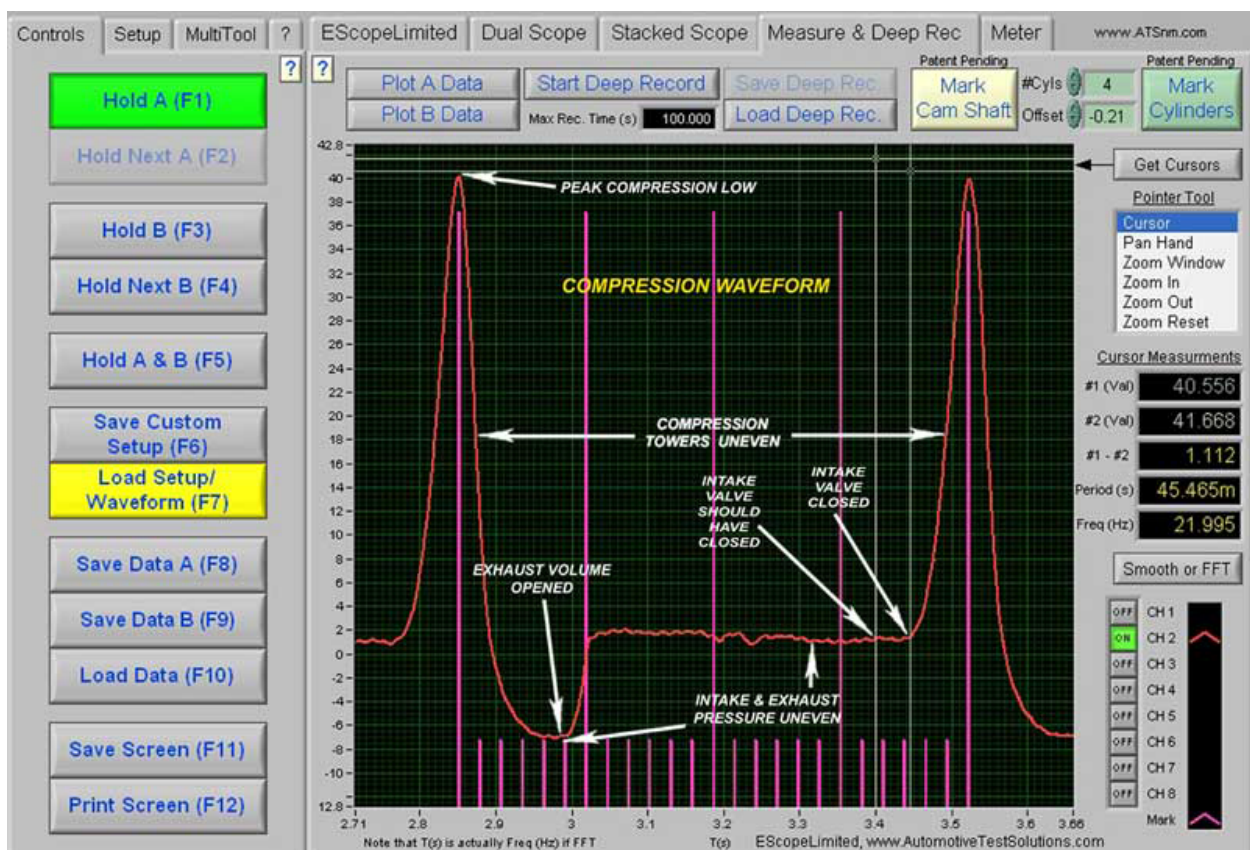 Controls
Setup
MultiTool
?
EScopeLimited
Dual Scope
Stacked Scope
Measure & Deep Rec
Meter
www.ATSnm.com
?
?
Hold A (F1)
Hold Next A (F2)
Hold B (F3)
Hold Next B (F4)
Hold A & B (F5)
Save Custom
Setup (F6)
Load Setup/
Waveform (F7)
Save Data A (F8)
Save Data B (F9)
Load Data (F10)
Save Screen (F11)
Print Screen (F12)
Plot A Data
Plot B Data
Start Deep Record
Max Rec. Time (s) 100.000
Save Deep Rec.
Load Deep Rec.
Patent Pending
Mark
Cam Shaft
#Cyls 4
Offset -0.21
Patent Pending
Mark
Cylinders
42.8
40
38
36
34
32
30
28
26
24
22
20
18
16
14
12
10
8
6
4
2
0
-2
-4
-6
-8
-10
12.8
PEAK COMPRESSION LOW
COMPRESSION WAVEFORM
COMPRESSION
TOWERS UNEVEN
INTAKE
VALVE
SHOULD
HAVE
CLOSED
INTAKE
VALVE
CLOSED
EXHAUST VOLUME
OPENED
INTAKE & EXHAUST
PRESSURE UNEVEN
2.71
2.8
2.9
3
3.1
3.2
3.3
3.4
3.5
3.66
Note that T(s) is actually Freq (Hz) if FFT
T(s)
EScopeLimited, www.AutomotiveTestSolutions.com
Get Cursors
Pointer Tool
Cursor
Pan Hand
Zoom Window
Zoom In
Zoom Out
Zoom Reset
Cursor Measurments
#1 (Val) 40.556
#2 (Val) 41.668
#1 - #2 1.112
Period (s) 45.465m
Freq (Hz) 21.995
Smooth or FFT
OFF CH 1
ON CH 2
OFF CH 3
OFF CH 4
OFF CH 5
OFF CH 6
OFF CH 7
OFF CH 8
Mark